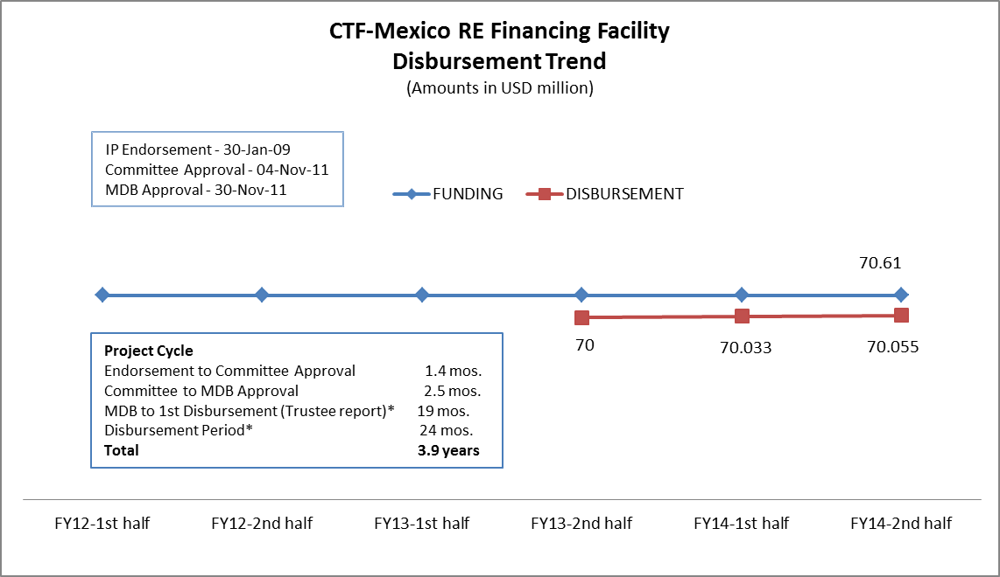 CTF-Mexico RE Financing Facility
Disbursement Trend
(Amounts in USD million)
IP Endorsement - 30-Jan-09
Committee Approval - 04-Nov-11
MDB Approval - 30-Nov-11
FUNDING DISBURSEMENT
70.61
70 70.033 70.055
Project Cycle
Endorsement to Committee Approval 1.4 mos.
Committee to MDB Approval 2.5 mos.
MDB to 1st Disbursement (Trustee report)* 19 mos.
Disbursement Period* 24 mos.
Total 3.9 years
FY12-1st half FY12-2nd half FY13-1st half FY13-2nd half FY14-1st half FY14-2nd half